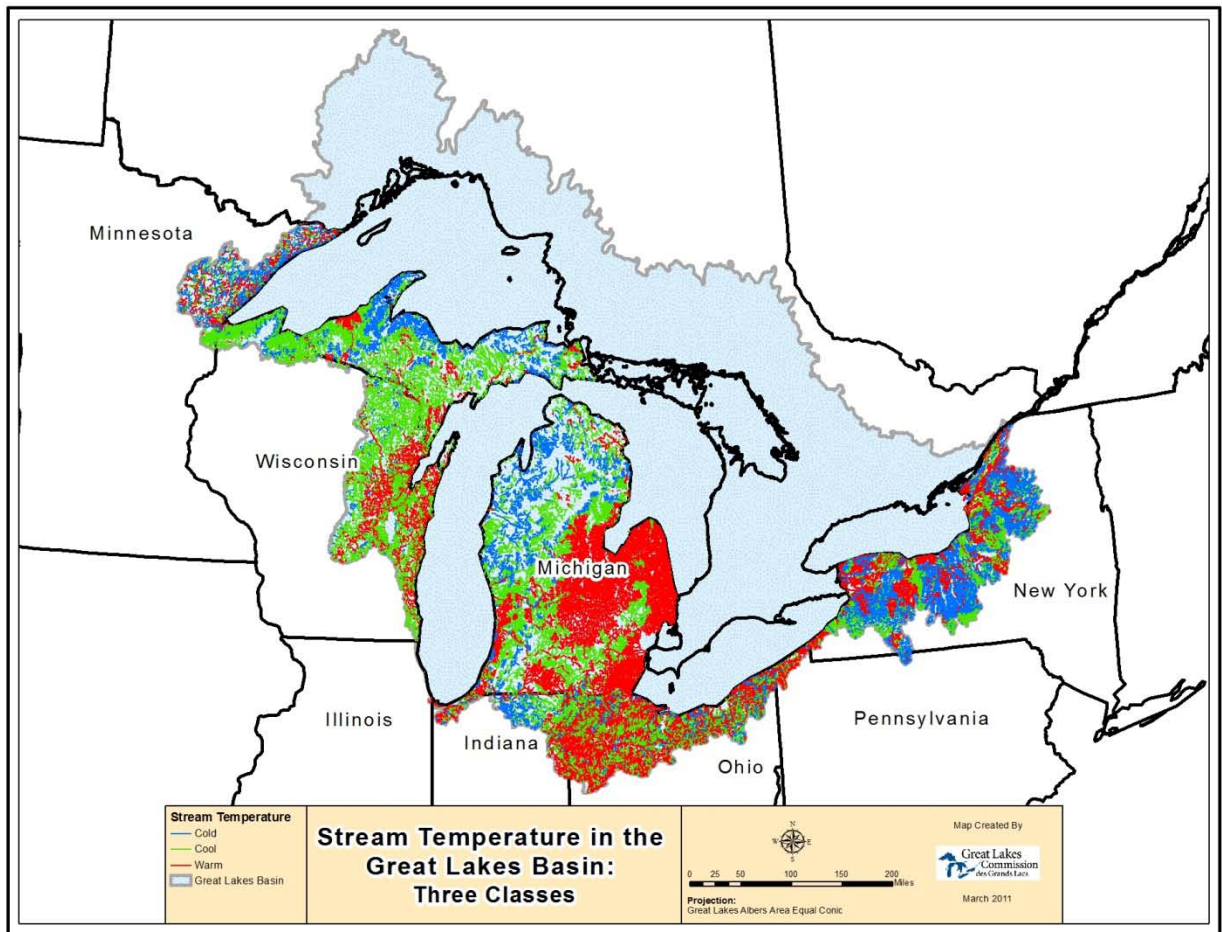 Minnesota
Wisconsin
Michigan
New York
Illinois
Indiana
Ohio
Pennsylvania
Stream Temperature
Cold
Cool
Warm
Great Lakes Basin
Stream Temperature in the
Great Lakes Basin:
Three Classes
N
W E
S
0 25 50 100 150 200
Miles
Projection:
Great Lakes Albers Area Equal Conic
Map Created By
Great Lakes
Commission
des Grands Lacs
March 2011